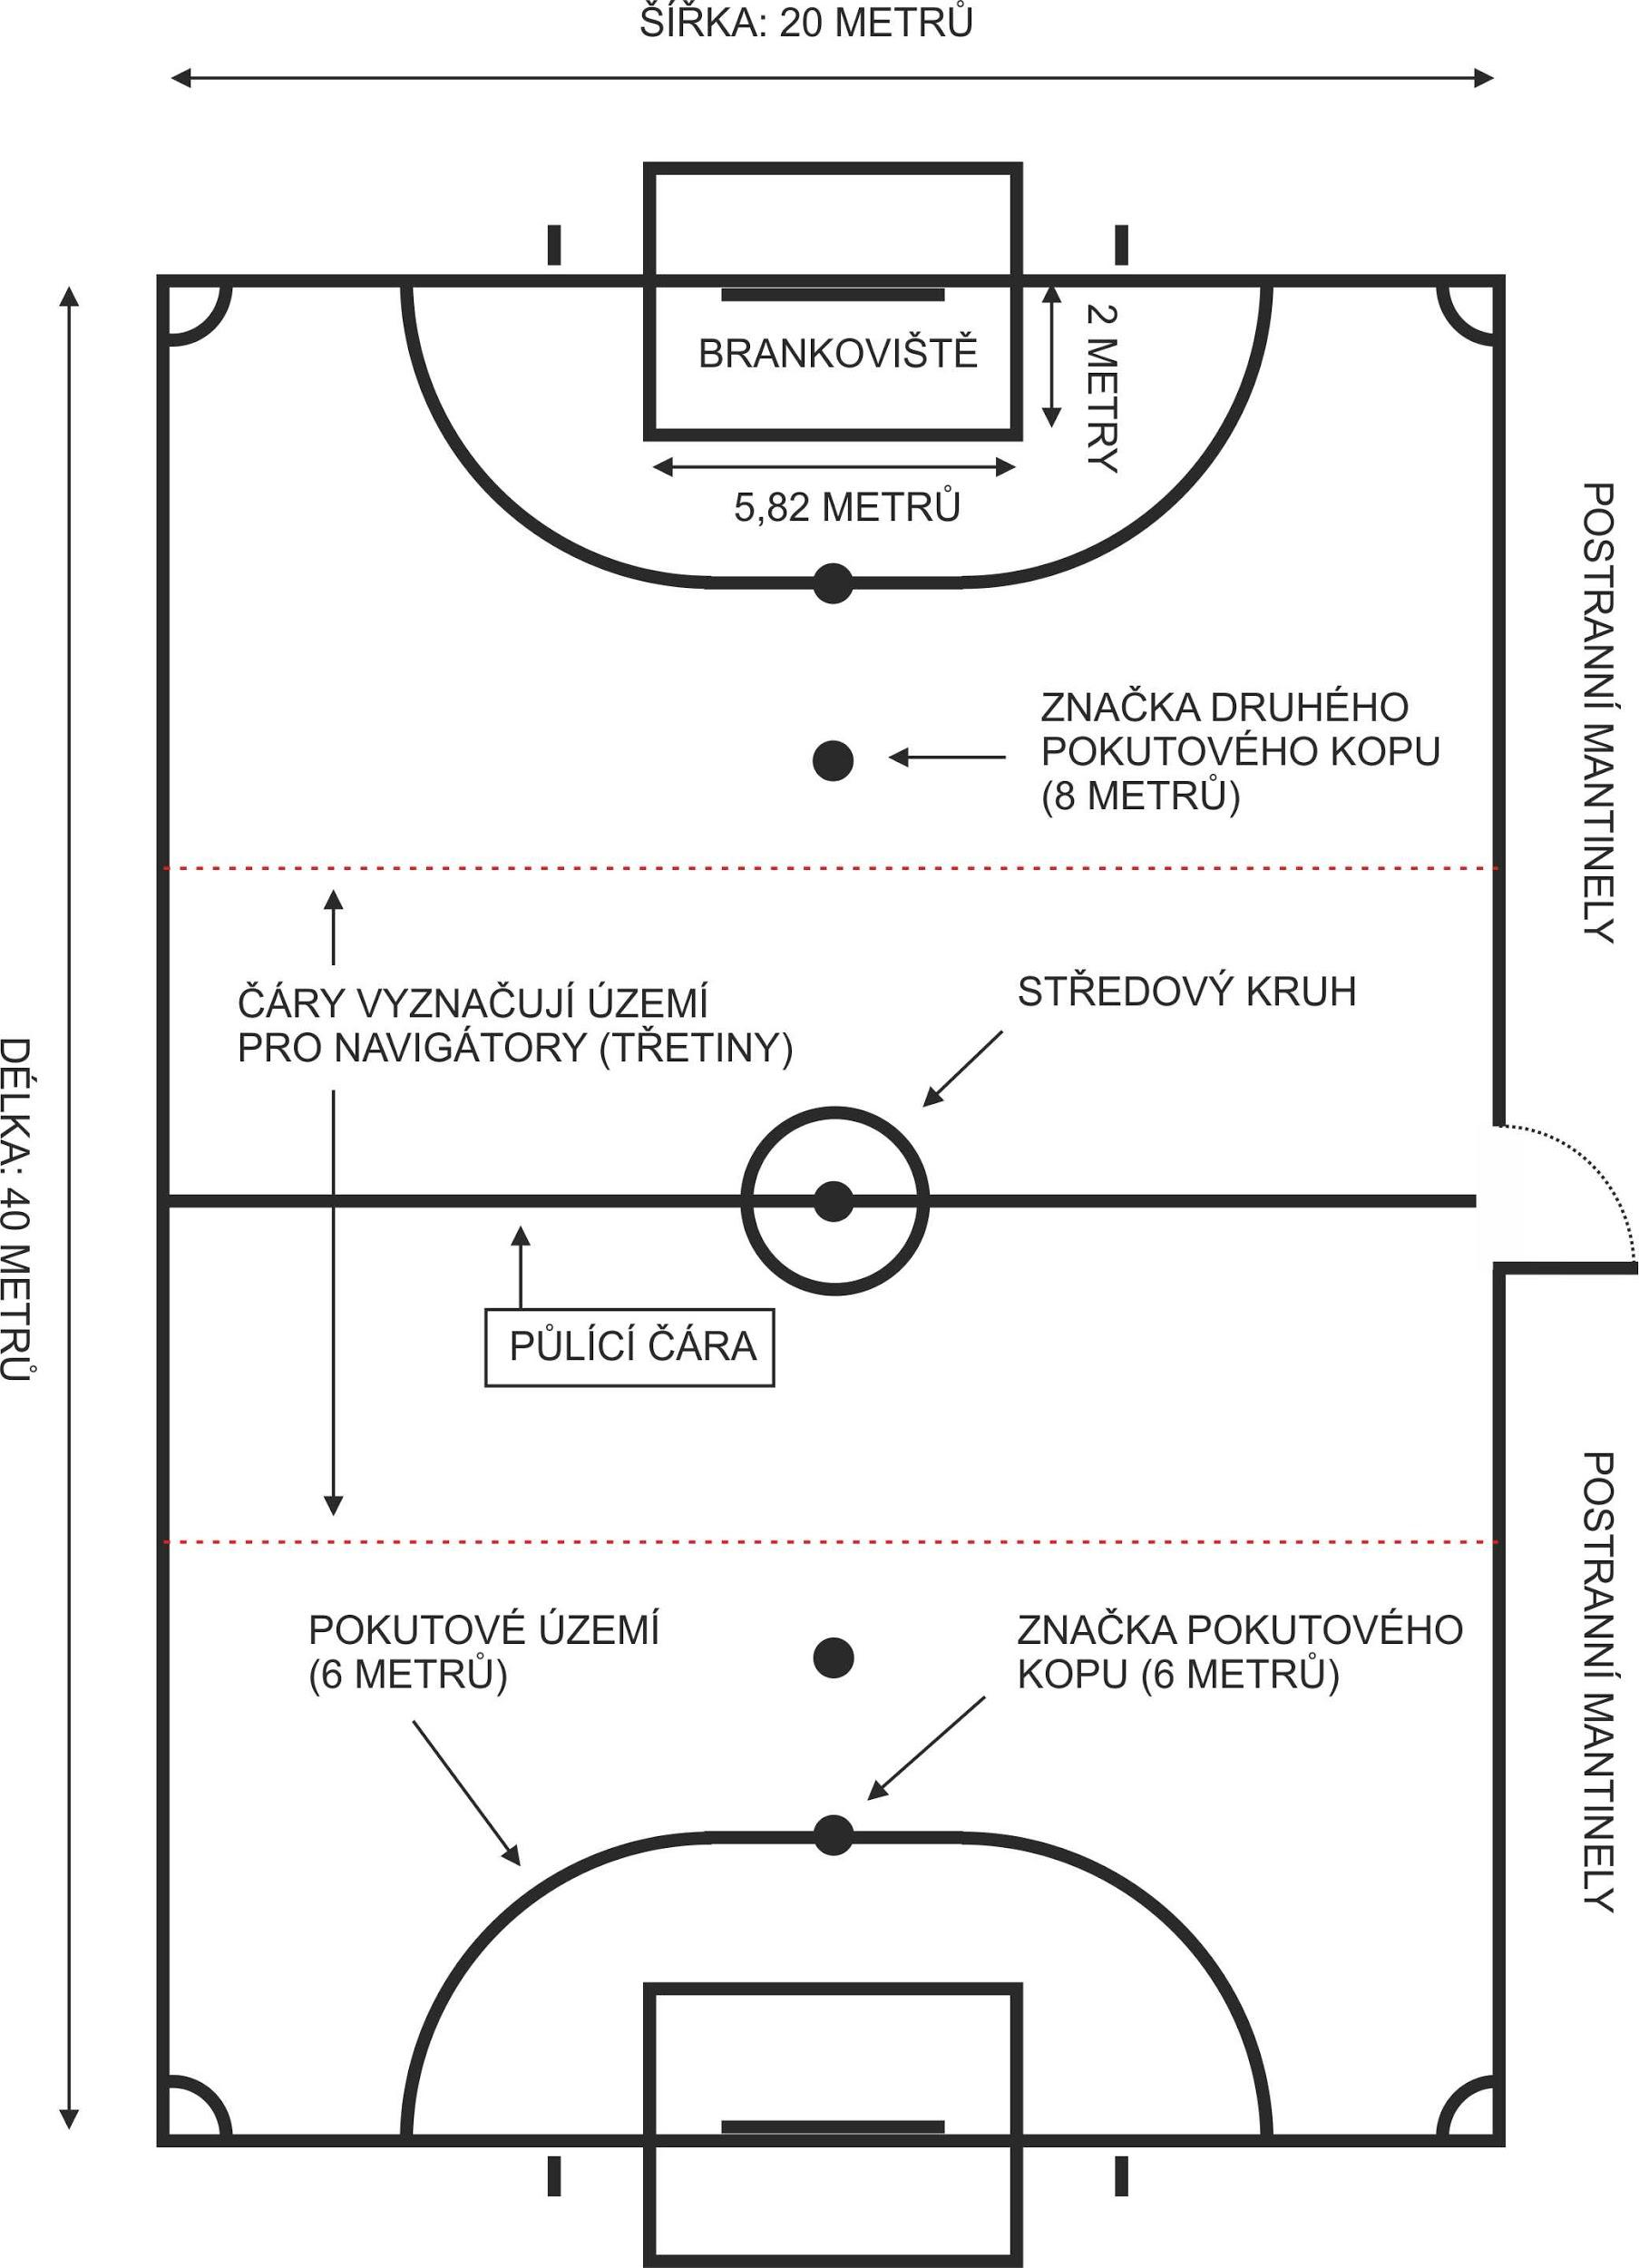 ŠÍŘKA: 20 METRŮ
BRANKOVIŠTĚ
2 METRY
5,82 METRŮ
POSTRANNÍ MANTINELY
ZNAČKA DRUHÉHO
POKUTOVÉHO KOPU
(8 METRŮ)
ČÁRY VYZNAČUJÍ ÚZEMÍ
PRO NAVIGÁTORY (TŘETINY)
STŘEDOVÝ KRUH
DÉLKA: 40 METRŮ
PŮLÍCÍ ČÁRA
POSTRANNÍ MANTINELY
POKUTOVÉ ÚZEMÍ
(6 METRŮ)
ZNAČKA POKUTOVÉHO
KOPU (6 METRŮ)